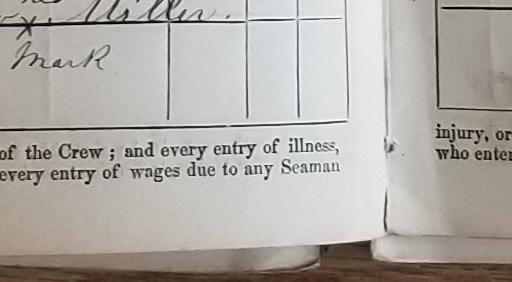 Miller.
x
Mark
of the Crew ; and every entry of illness,
every entry of wages due to any Seaman
injury, or
who enter